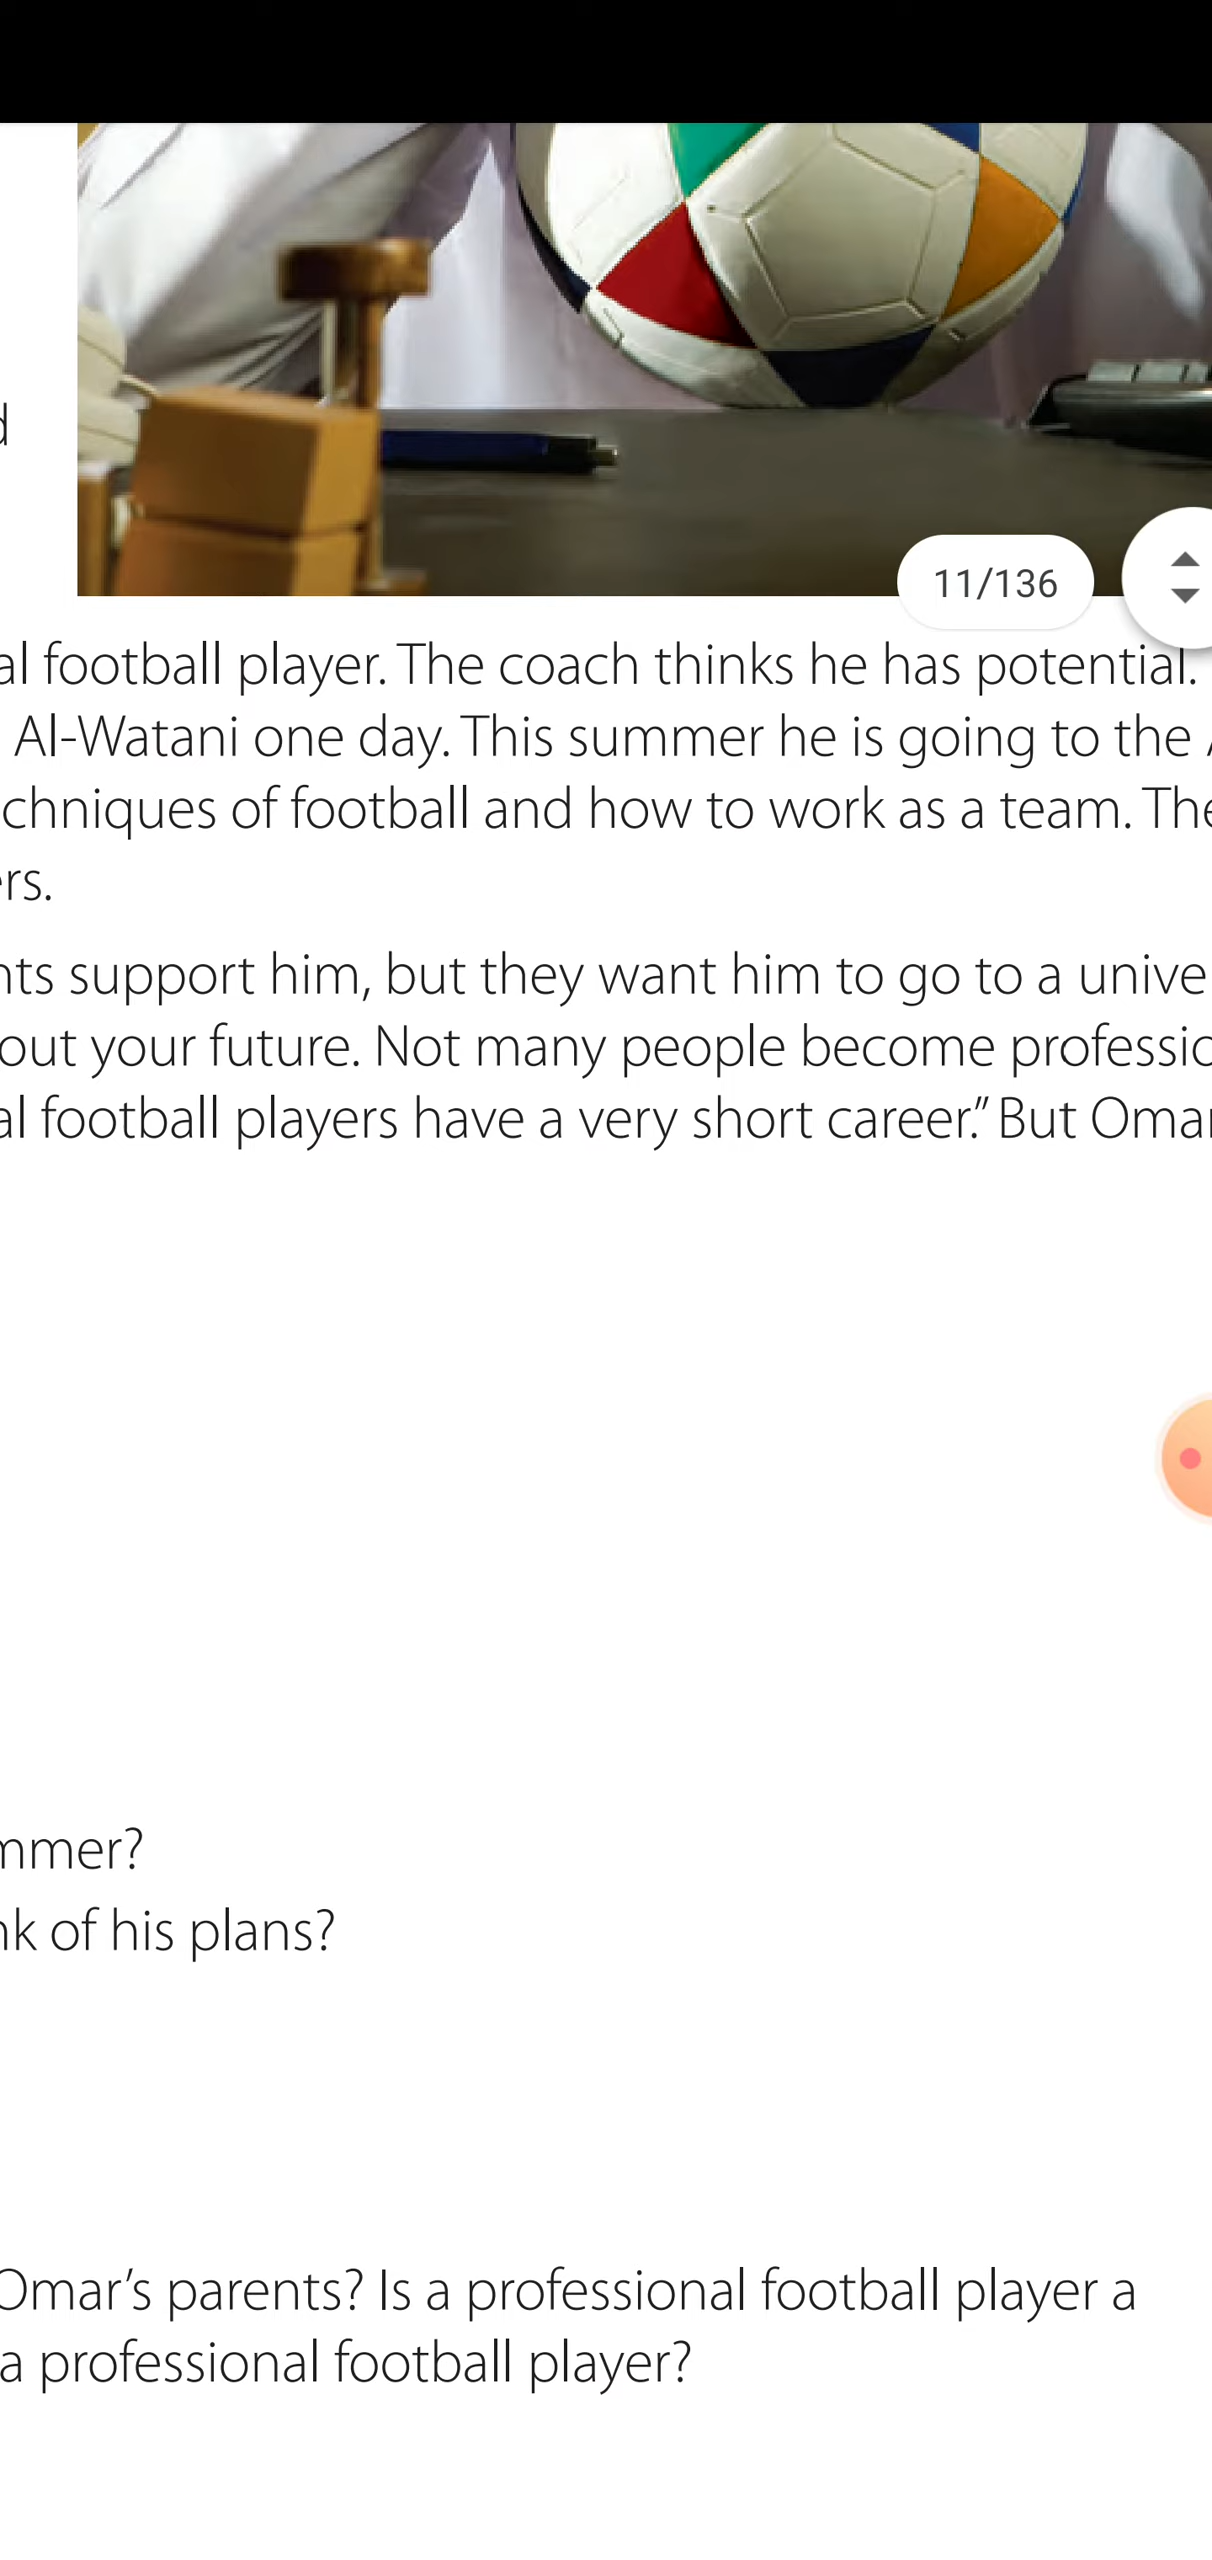 d
11/136
al football player. The coach thinks he has potential.
Al-Watani one day. This summer he is going to the
chniques of football and how to work as a team. The
ers.
nts support him, but they want him to go to a unive
out your future. Not many people become professio
al football players have a very short career.” But Omar
mmer?
nk of his plans?
Omar’s parents? Is a professional football player a
a professional football player?